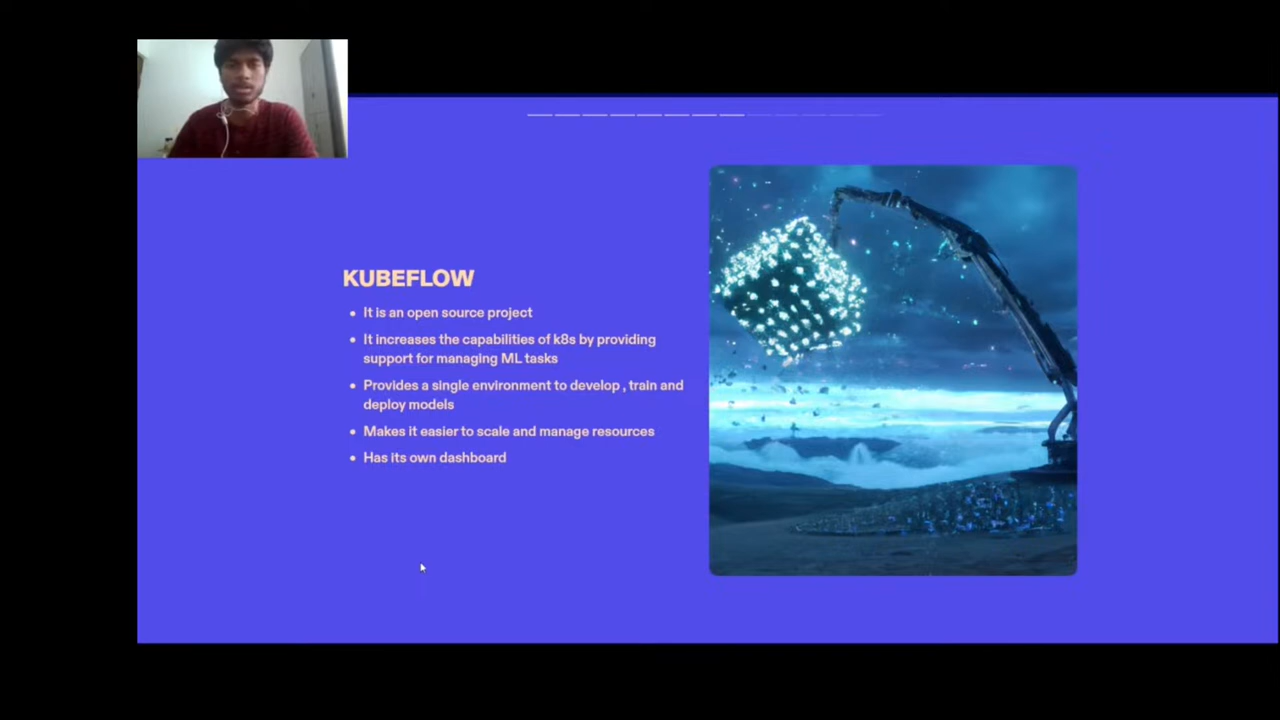 KUBEFLOW
• It is an open source project
• It increases the capabilities of k8s by providing
support for managing ML tasks
• Provides a single environment to develop , train and
deploy models
• Makes it easier to scale and manage resources
• Has its own dashboard